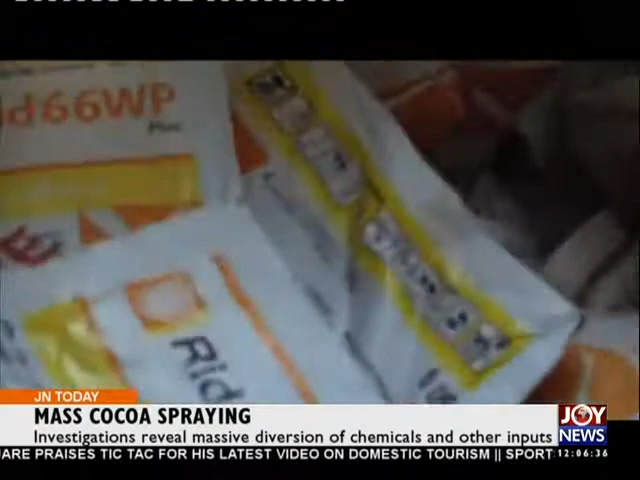 d66WP
Plus
Rid
JN TODAY
MASS COCOA SPRAYING
Investigations reveal massive diversion of chemicals and other inputs
JOY
NEWS
ARE PRAISES TIC TAC FOR HIS LATEST VIDEO ON DOMESTIC TOURISM || SPORT
12:06:36